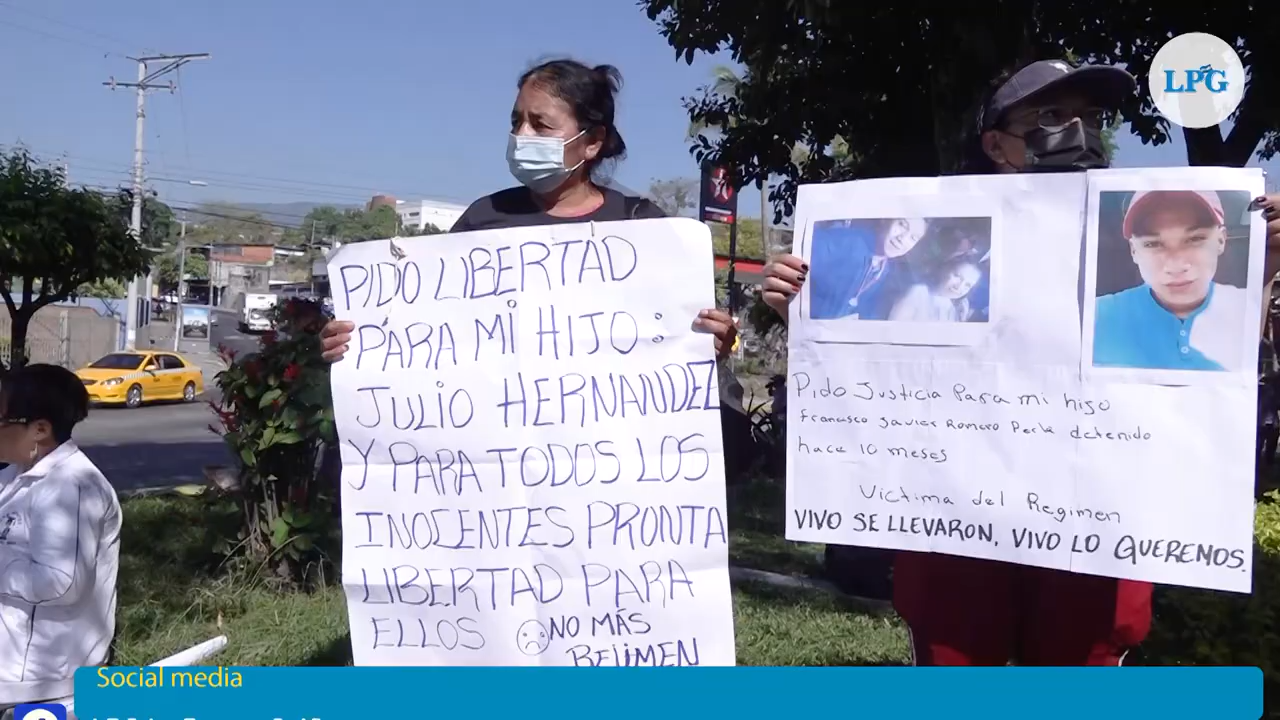 LPG
PIDO LIBERTAD
PARA MI HIJO:
JULIO HERNANDEZ
Y PARA TODOS LOS
INOCENTES PRONTA
LIBERTAD PARA
ELLOS
NO MÁS
Pido Justicia Para mi hijo
Francisco Javier Romero detenido
hace 10 meses
Victima del Regimen
VIVO SE LLEVARON, VIVO LO QUEREMOS.
Social media